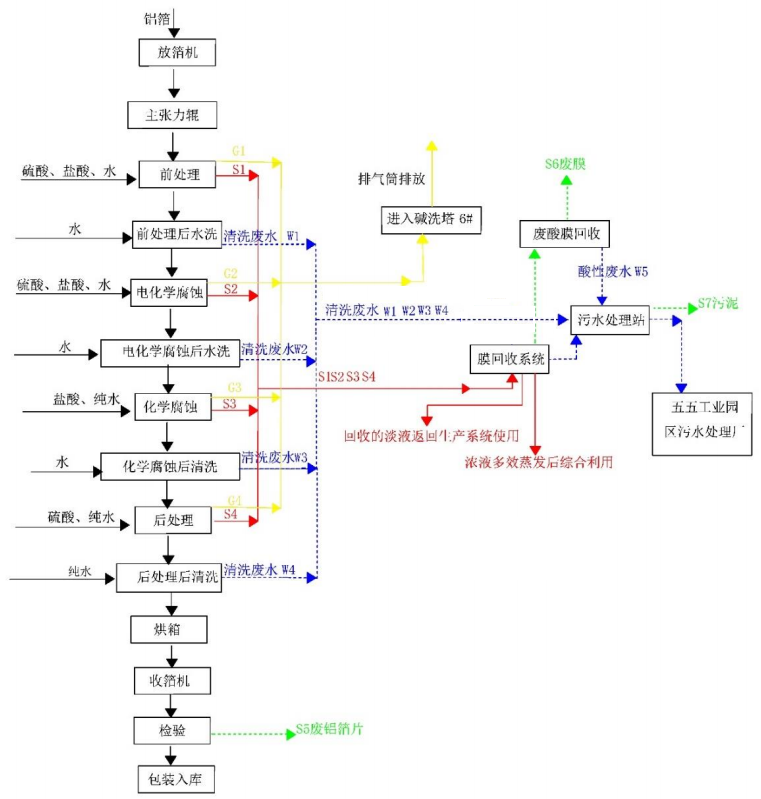 铝箔
放箔机
主张力辊
G1
硫酸、盐酸、水
前处理
S1
排气筒排放
S6废膜
水
前处理后水洗
清洗废水 W1
进入碱洗塔 6#
废酸膜回收
硫酸、盐酸、水
电化学腐蚀
G2
S2
酸性废水 W5
清洗废水 W1 W2 W3 W4
污水处理站
S7污泥
水
电化学腐蚀后水洗
清洗废水W2
膜回收系统
S1S2 S3 S4
盐酸、纯水
化学腐蚀
G3
S3
回收的淡液返回生产系统使用
五五工业园
区污水处理厂
水
化学腐蚀后清洗
清洗废水W3
浓液多效蒸发后综合利用
硫酸、纯水
后处理
G4
S4
纯水
后处理后清洗
清洗废水 W4
烘箱
收箔机
检验
S5废铝箔片
包装入库